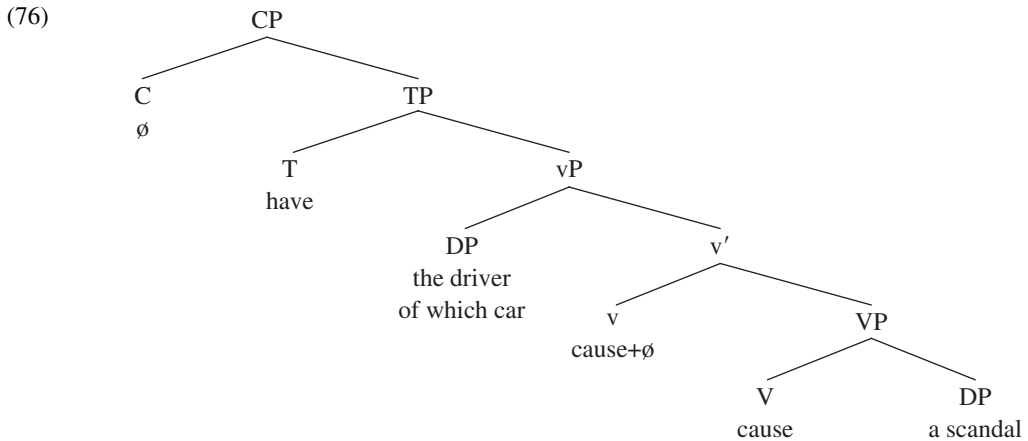 (76) CP
C TP
ø
T vP
have
DP v′
the driver
of which car
v VP
cause+ø
V DP
cause a scandal